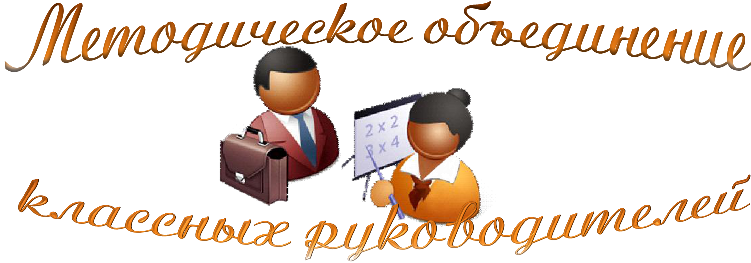 Методическое объединение
2 x 2
3 x 4
классных руководителей